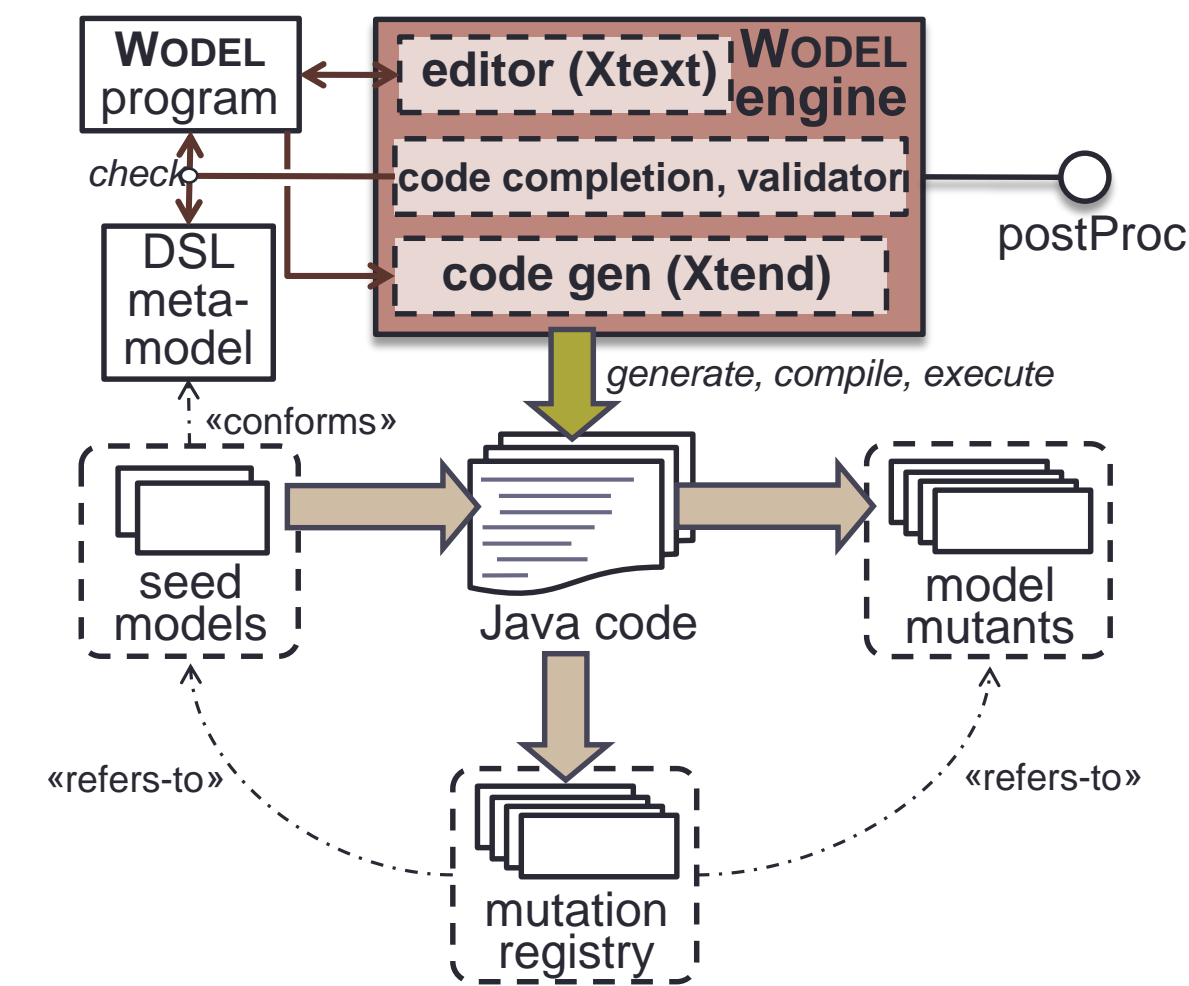 WODEL
program
editor (Xtext)
WODEL
engine
check
code completion, validator
postProc
DSL
meta-
model
code gen (Xtend)
generate, compile, execute
«conforms»
seed
models
Java code
model
mutants
«refers-to»
«refers-to»
mutation
registry